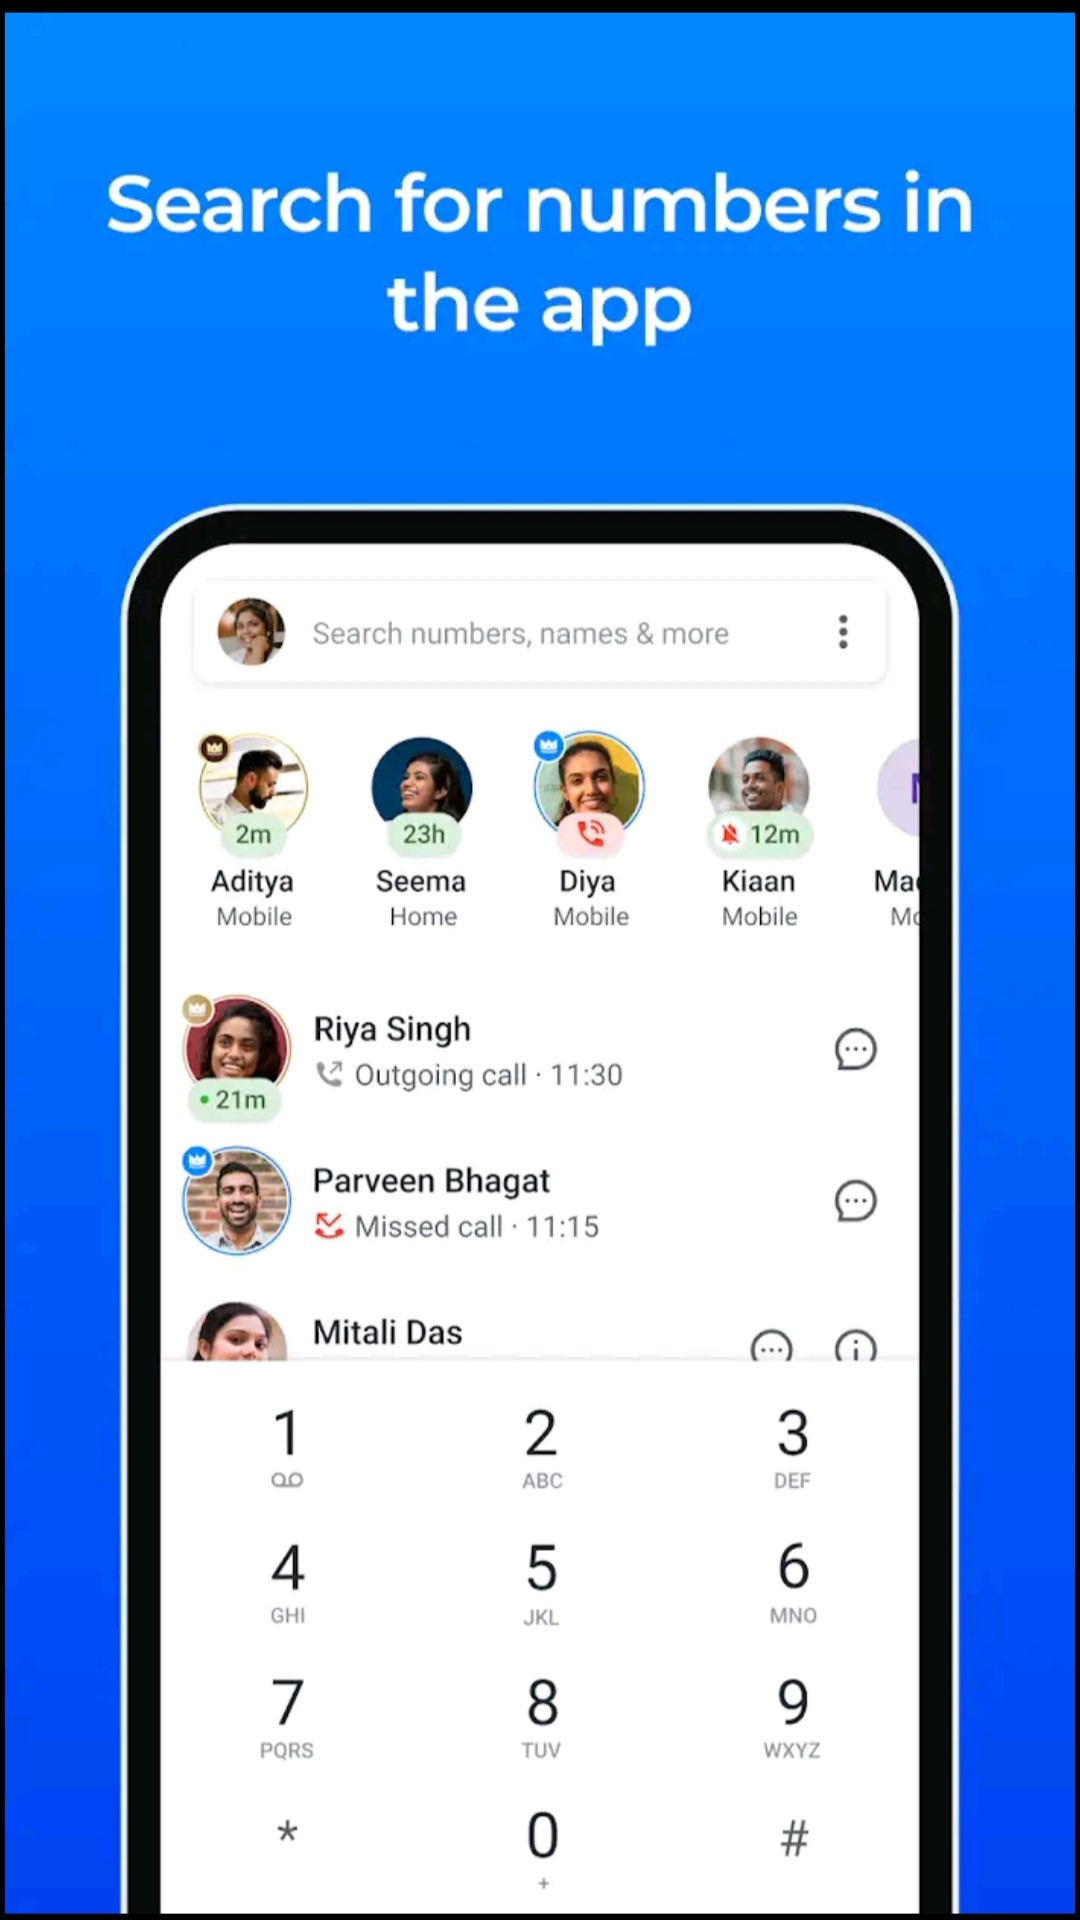 Search for numbers in
the app
Search numbers, names & more
2m
23h
12m
Aditya
Seema
Diya
Kiaan
Mobile
Home
Mobile
Mobile
Riya Singh
Outgoing call · 11:30
21m
Parveen Bhagat
Missed call · 11:15
Mitali Das
1
2
3
ABC
DEF
4
5
6
GHI
JKL
MNO
7
8
9
PQRS
TUV
WXYZ
*
0
#
+